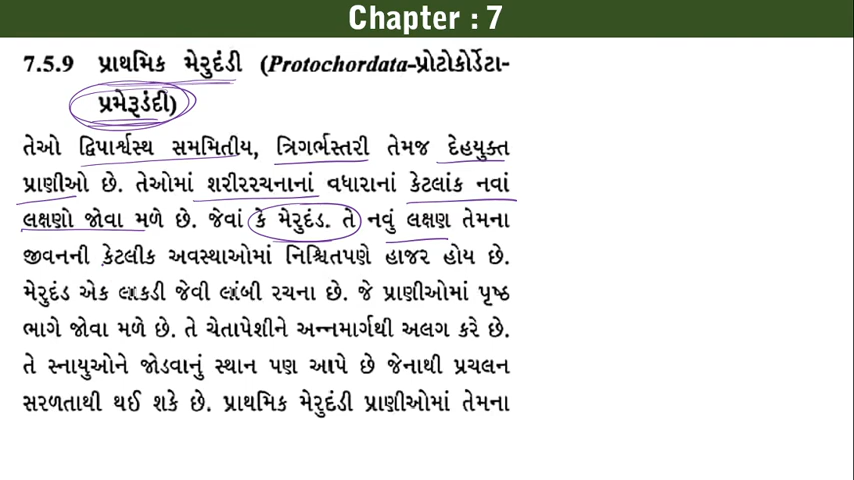 Chapter : 7
7.5.9 પ્રાથમિક મેરુદંડી (Protochordata-પ્રોટોકોર્ડેટા-
પ્રમેરૂડંદી)
તેઓ દ્વિપાર્શ્વસ્થ સમમિતીય, ત્રિગર્ભસ્તરી તેમજ દેહયુક્ત
પ્રાણીઓ છે. તેઓમાં શરીરરચનાનાં વધારાનાં કેટલાંક નવાં
લક્ષણો જોવા મળે છે. જેવાં કે મેરુદંડ. તે નવું લક્ષણ તેમના
જીવનની કેટલીક અવસ્થાઓમાં નિશ્ચિતપણે હાજર હોય છે.
મેરુદંડ એક લાકડી જેવી લાંબી રચના છે. જે પ્રાણીઓમાં પૃષ્ઠ
ભાગે જોવા મળે છે. તે ચેતાપેશીને અન્નમાર્ગથી અલગ કરે છે.
તે સ્નાયુઓને જોડવાનું સ્થાન પણ આપે છે જેનાથી પ્રચલન
સરળતાથી થઈ શકે છે. પ્રાથમિક મેરુદંડી પ્રાણીઓમાં તેમના